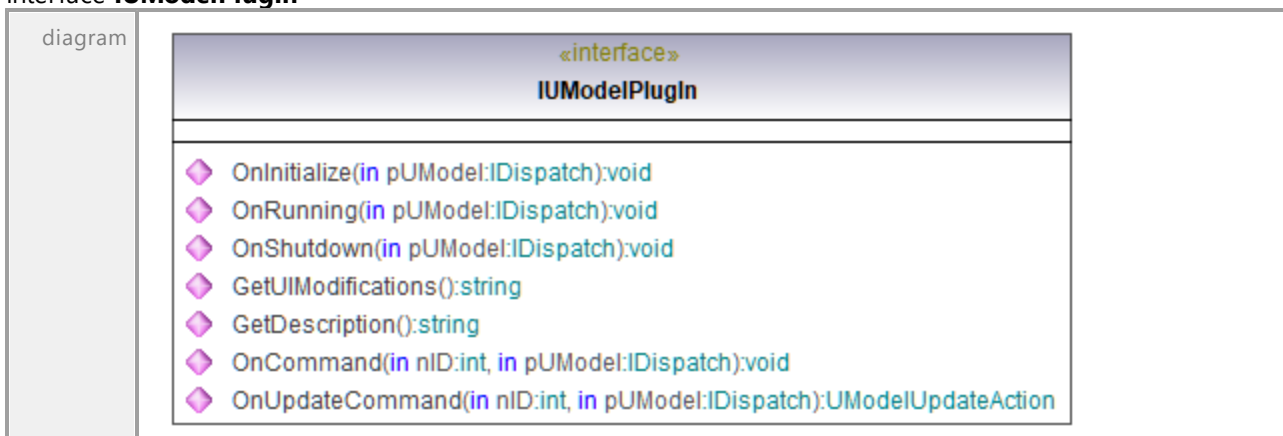 interface IUModelPlugIn
diagram
«interface»
IUModelPlugIn
OnInitialize(in pUModel:IDispatch):void
OnRunning(in pUModel:IDispatch):void
OnShutdown(in pUModel:IDispatch):void
GetUIModifications():string
GetDescription():string
OnCommand(in nID:int, in pUModel:IDispatch):void
OnUpdateCommand(in nID:int, in pUModel:IDispatch):UModelUpdateAction